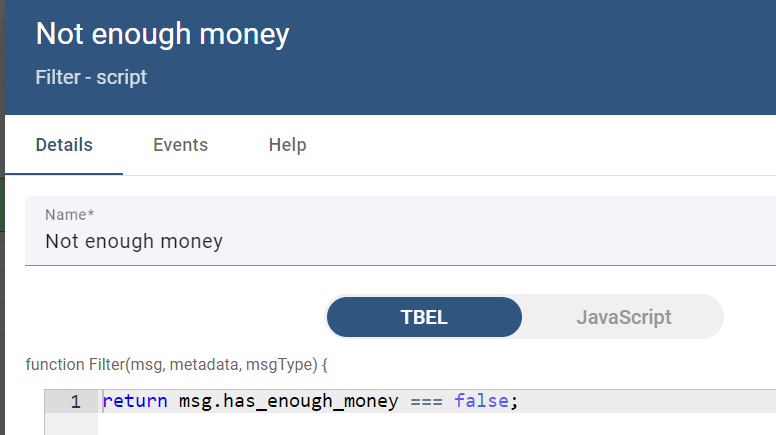 Not enough money
Filter - script
Details Events Help
Name*
Not enough money
TBEL JavaScript
function Filter(msg, metadata, msgType) {
1 return msg.has_enough_money === false;